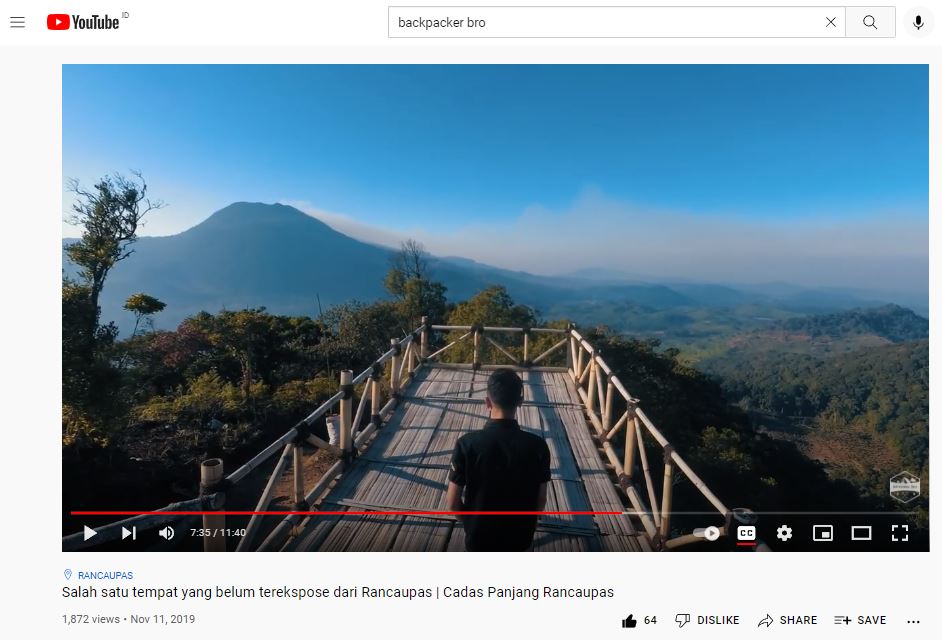 YouTube ID
backpacker bro
7:35 / 11:40
CC
RANCAUPAS
Salah satu tempat yang belum terekspose dari Rancaupas | Cadas Panjang Rancaupas
1,872 views • Nov 11, 2019
64 DISLIKE SHARE SAVE